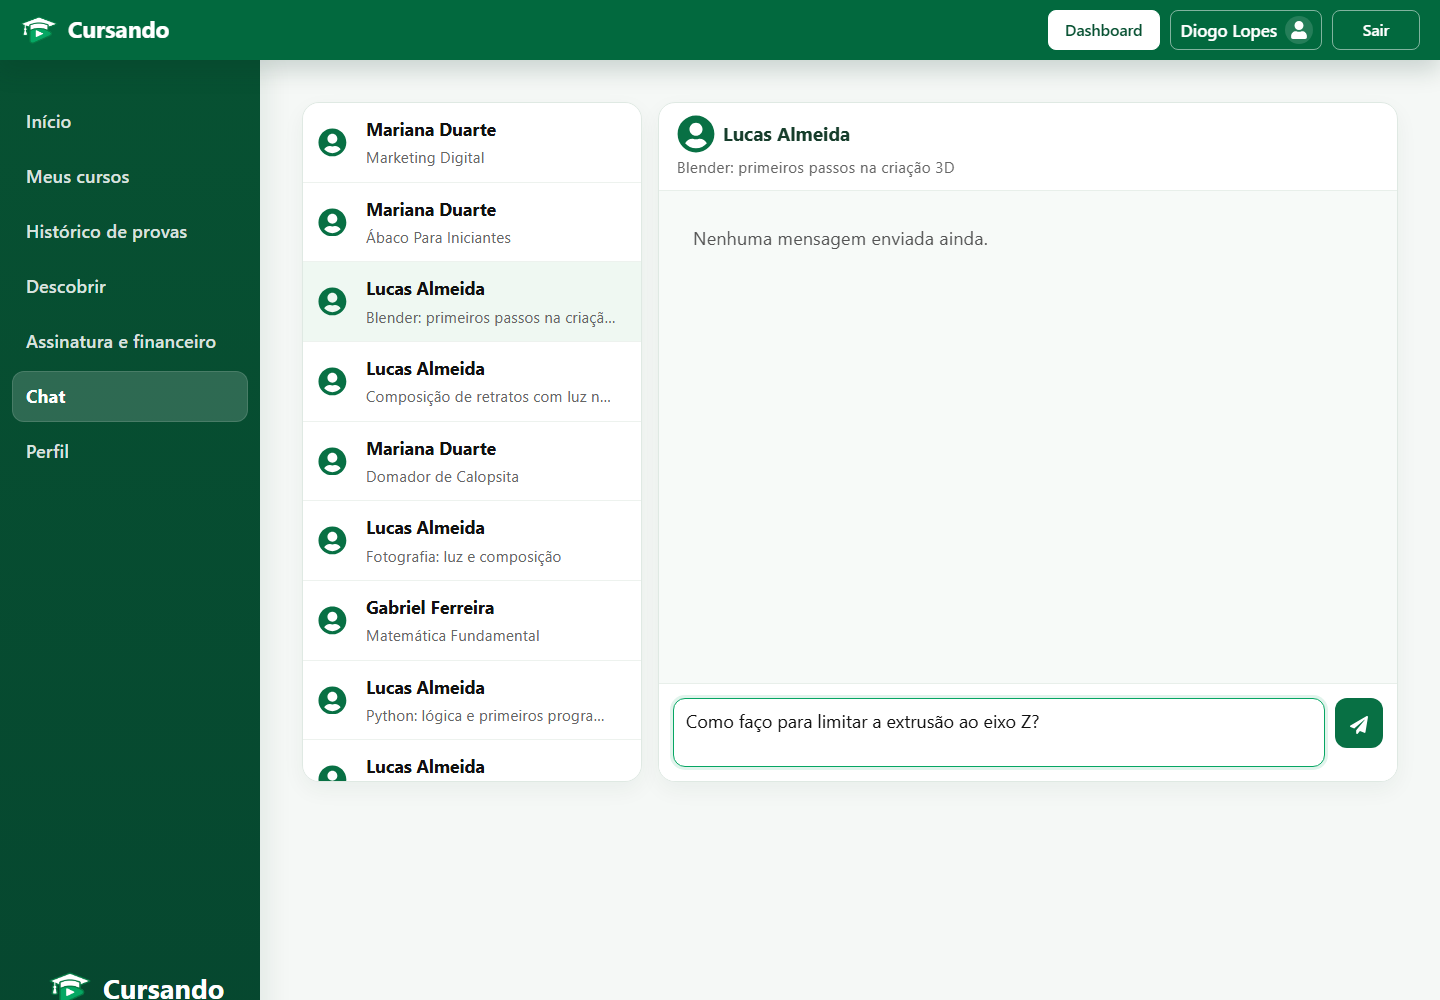 Cursando
Dashboard
Diogo Lopes
Sair
Início
Meus cursos
Histórico de provas
Descobrir
Assinatura e financeiro
Chat
Perfil
Cursando
Mariana Duarte
Marketing Digital
Mariana Duarte
Ábaco Para Iniciantes
Lucas Almeida
Blender: primeiros passos na criaçã...
Lucas Almeida
Composição de retratos com luz n...
Mariana Duarte
Domador de Calopsita
Lucas Almeida
Fotografia: luz e composição
Gabriel Ferreira
Matemática Fundamental
Lucas Almeida
Python: lógica e primeiros progra...
Lucas Almeida
Lucas Almeida
Blender: primeiros passos na criação 3D
Nenhuma mensagem enviada ainda.
Como faço para limitar a extrusão ao eixo Z?